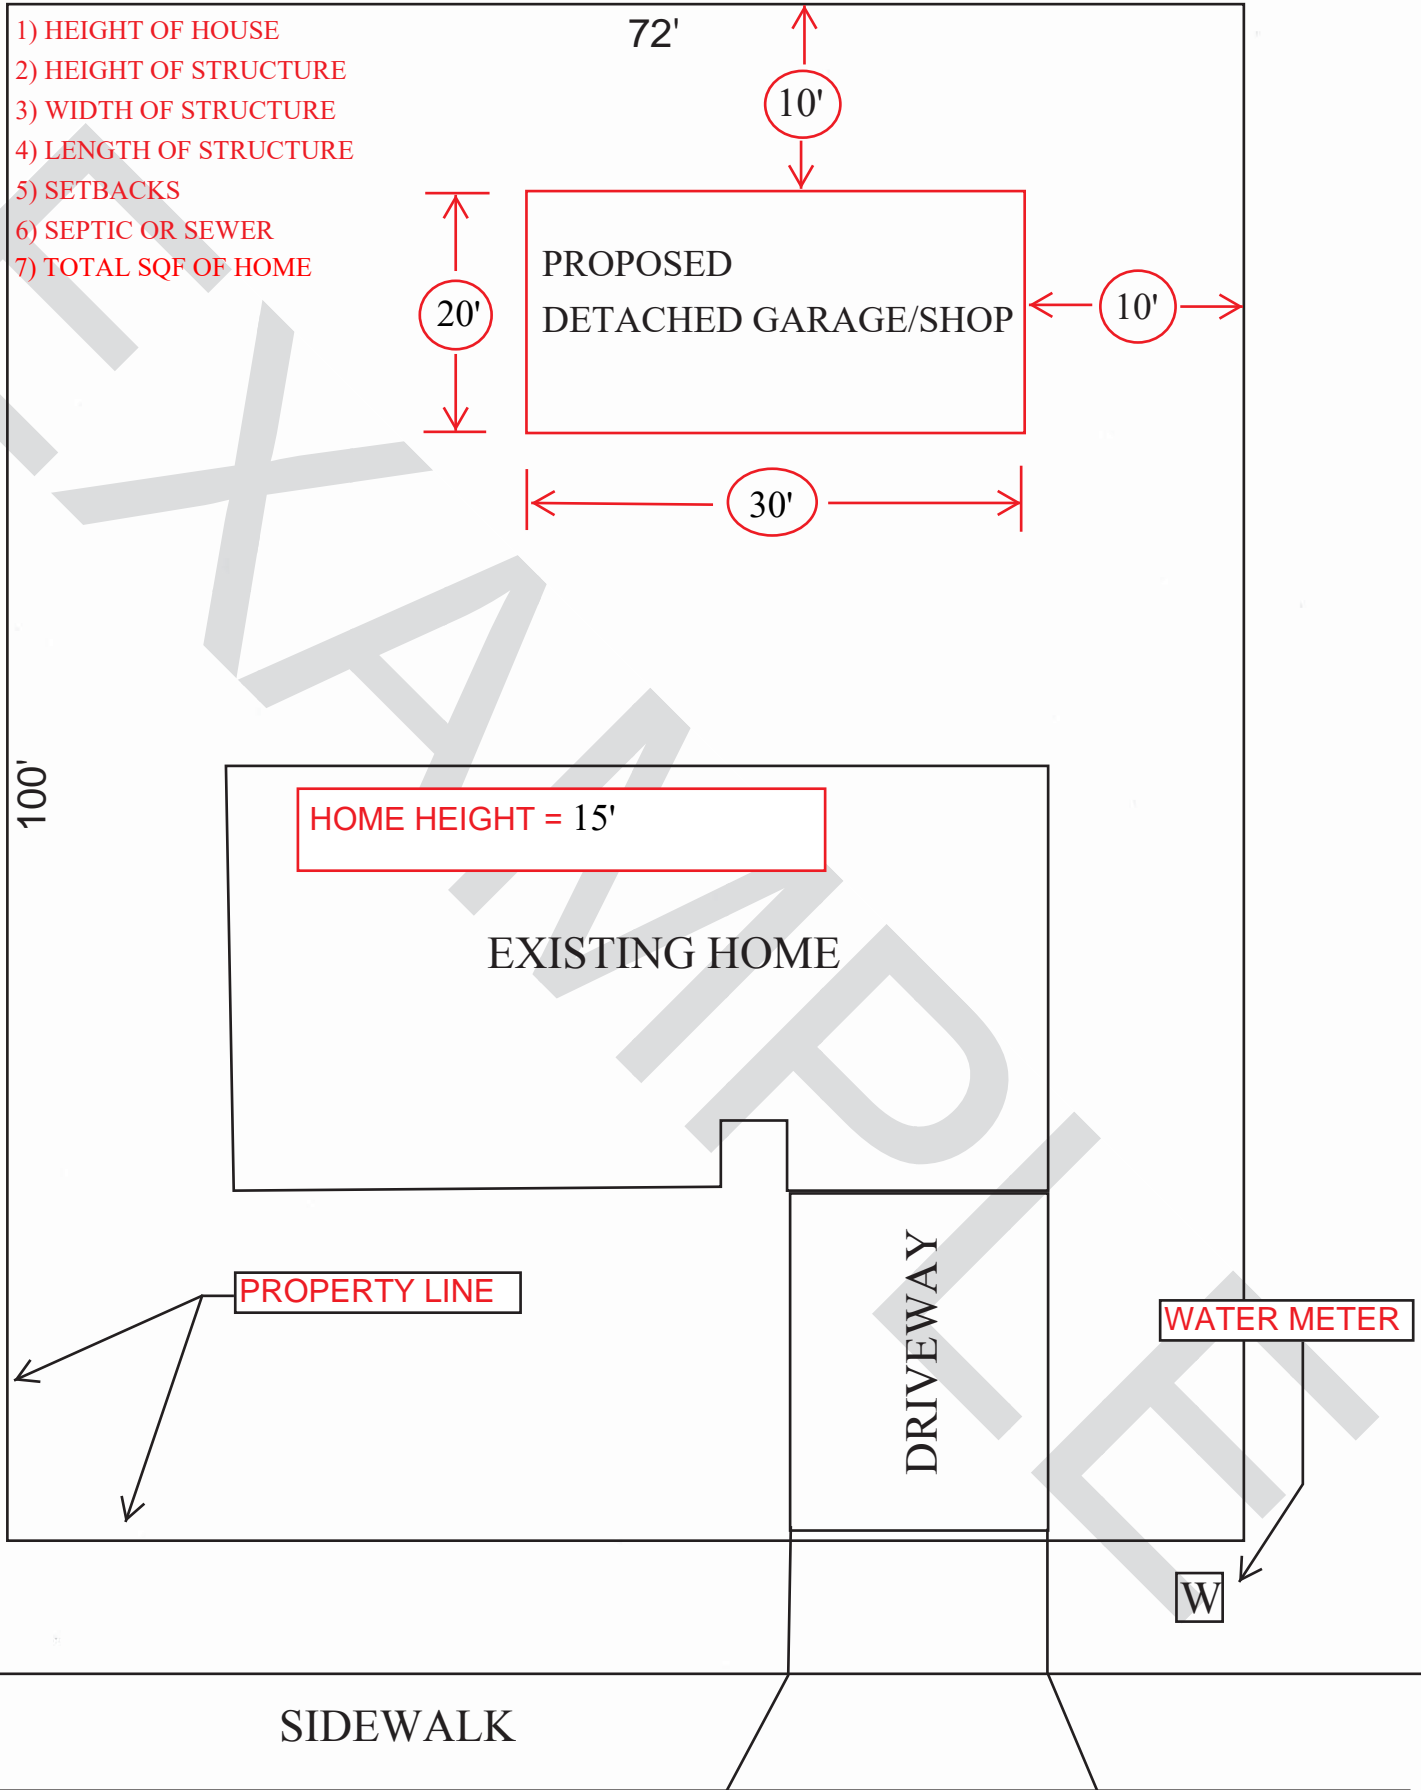 1) HEIGHT OF HOUSE
2) HEIGHT OF STRUCTURE
3) WIDTH OF STRUCTURE
4) LENGTH OF STRUCTURE
5) SETBACKS
6) SEPTIC OR SEWER
7) TOTAL SQF OF HOME
72'
10'
PROPOSED
DETACHED GARAGE/SHOP
20'
10'
30'
100'
HOME HEIGHT = 15'
EXISTING HOME
PROPERTY LINE
DRIVEWAY
WATER METER
W
SIDEWALK
EXAMPLE